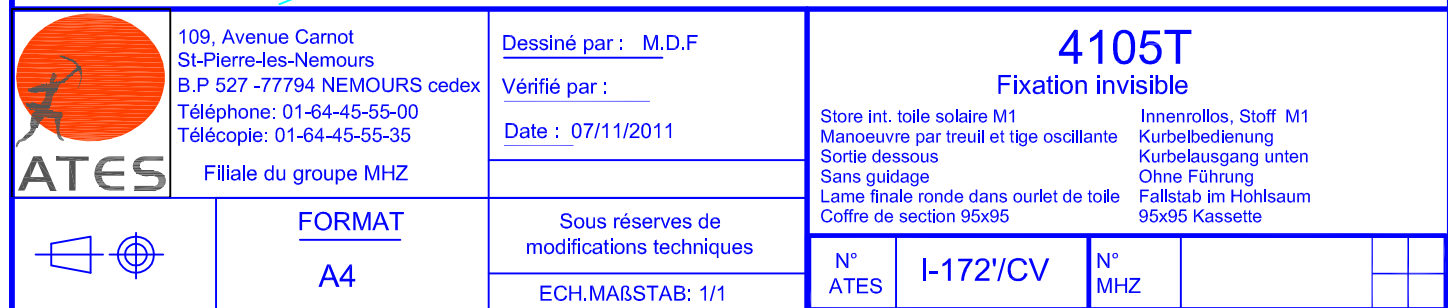 109, Avenue Carnot
St-Pierre-les-Nemours
B.P 527 -77794 NEMOURS cedex
Téléphone: 01-64-45-55-00
Télécopie: 01-64-45-55-35
Filiale du groupe MHZ
ATES
Dessiné par : M.D.F
Vérifié par :
Date : 07/11/2011
4105T
Fixation invisible
Store int. toile solaire M1
Manoeuvre par treuil et tige oscillante
Sortie dessous
Sans guidage
Lame finale ronde dans ourlet de toile
Coffre de section 95x95
Innenrollos, Stoff M1
Kurbelbedienung
Kurbelausgang unten
Ohne Führung
Fallstab im Hohlsaum
95x95 Kassette
FORMAT
A4
Sous réserves de
modifications techniques
ECH.MAßSTAB: 1/1
N°
ATES
I-172'/CV
N°
MHZ